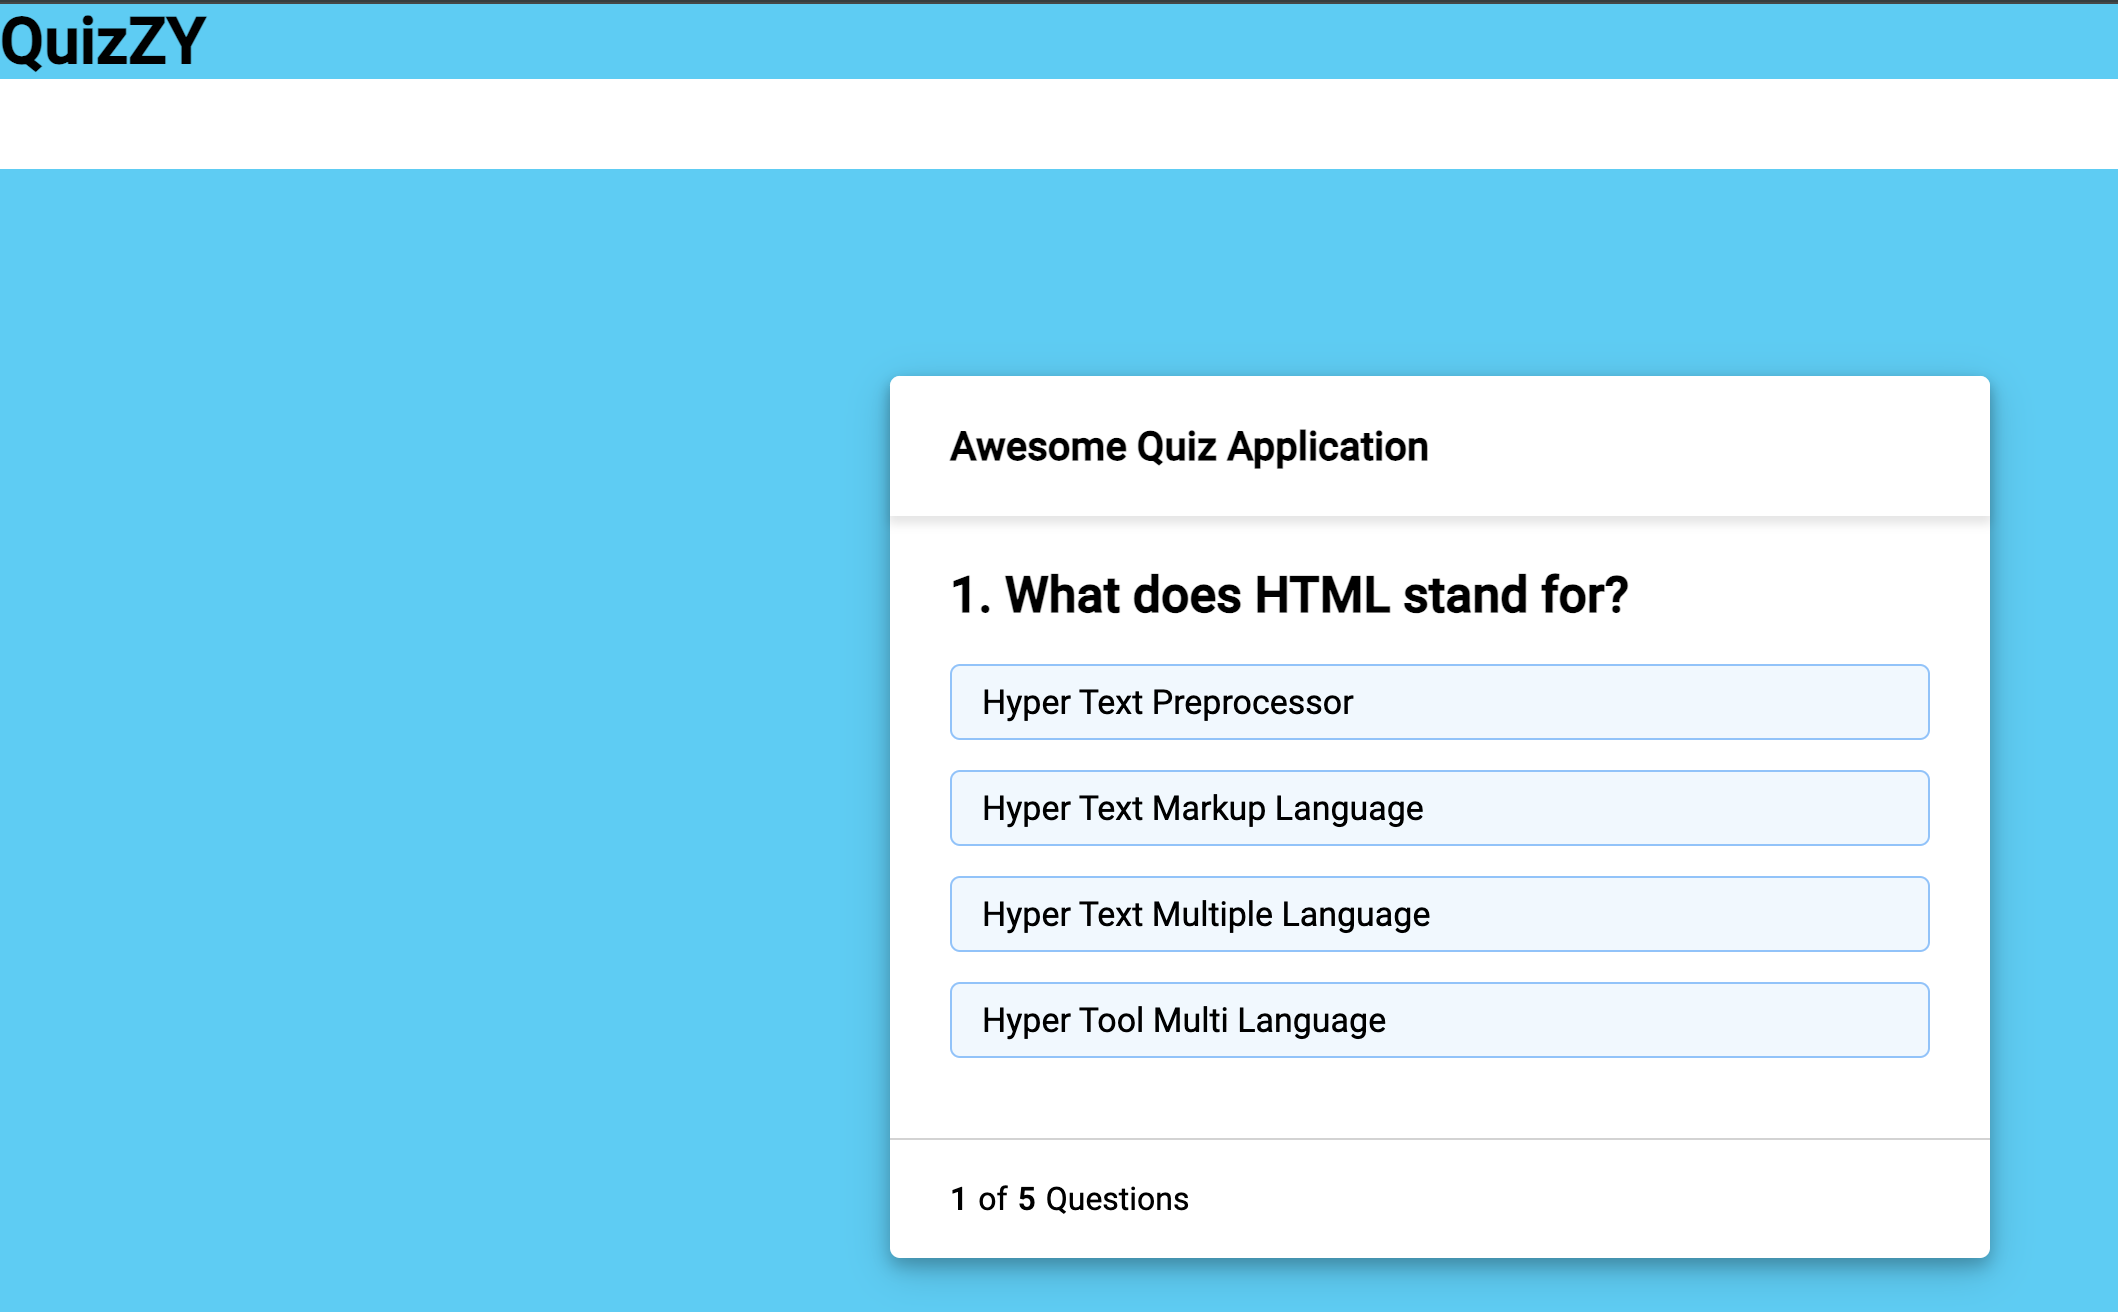 QuizZY
Awesome Quiz Application
1. What does HTML stand for?
Hyper Text Preprocessor
Hyper Text Markup Language
Hyper Text Multiple Language
Hyper Tool Multi Language
1 of 5 Questions